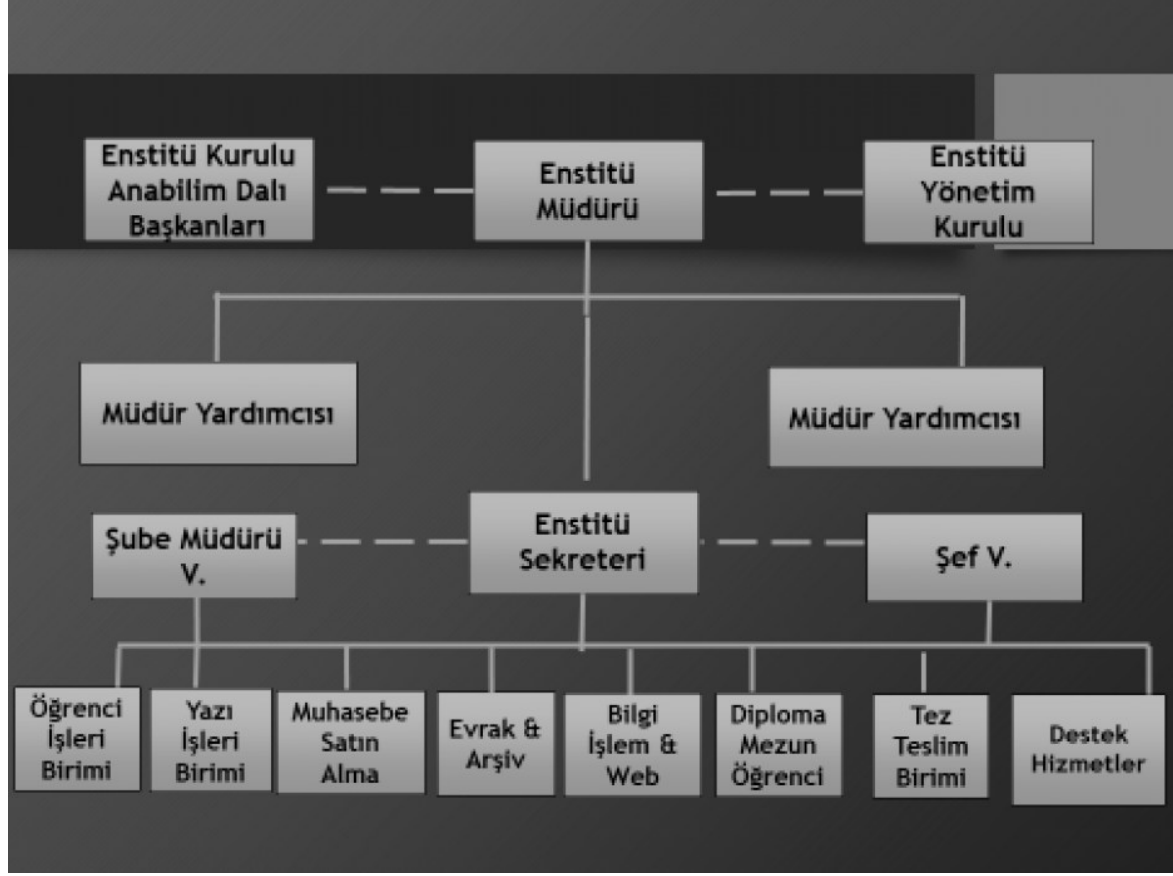 Enstitü Kurulu
Anabilim Dalı
Başkanları
Enstitü
Müdürü
Enstitü
Yönetim
Kurulu
Müdür Yardımcısı
Müdür Yardımcısı
Şube Müdürü
V.
Enstitü
Sekreteri
Şef V.
Öğrenci
İşleri
Birimi
Yazı
İşleri
Birimi
Muhasebe
Satın
Alma
Evrak &
Arşiv
Bilgi
İşlem &
Web
Diploma
Mezun
Öğrenci
Tez
Teslim
Birimi
Destek
Hizmetler